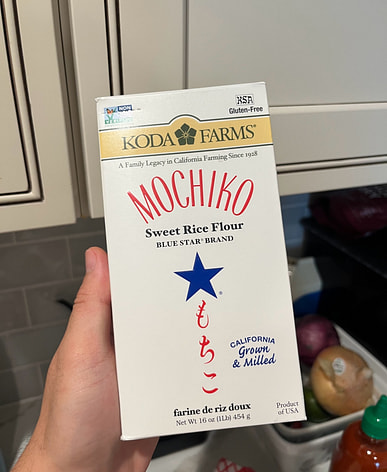 NSF
Gluten-Free
KODA FARMS®
A Family Legacy in California Farming Since 1928
MOCHIKO
Sweet Rice Flour
BLUE STAR® BRAND
もちこ
CALIFORNIA
Grown
& Milled
farine de riz doux
Net Wt 16 oz (1Lb) 454 g
Product
of USA